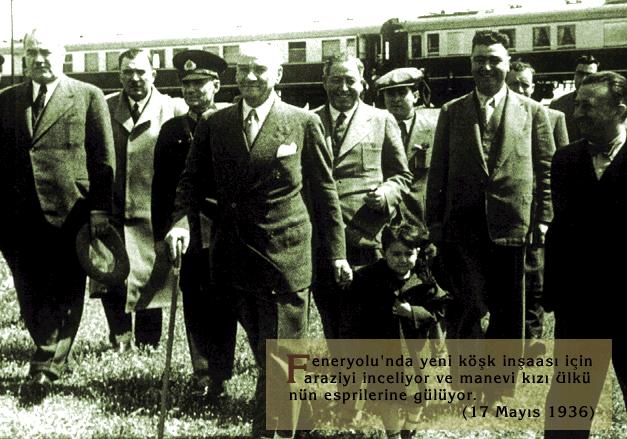 Feneryolu'nda yeni köşk inşaası için
araziyi inceliyor ve manevi kızı ülkü
nün esprilerine gülüyor.
(17 Mayıs 1936)